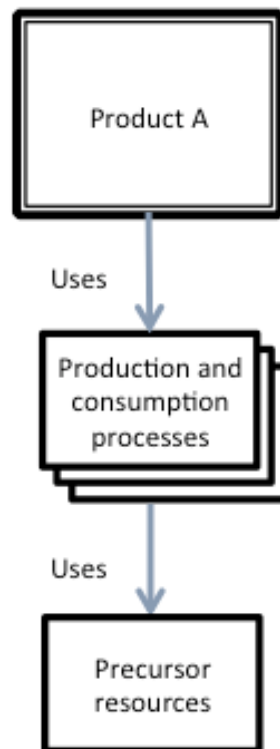 Product A
Uses
Production and
consumption
processes
Uses
Precursor
resources